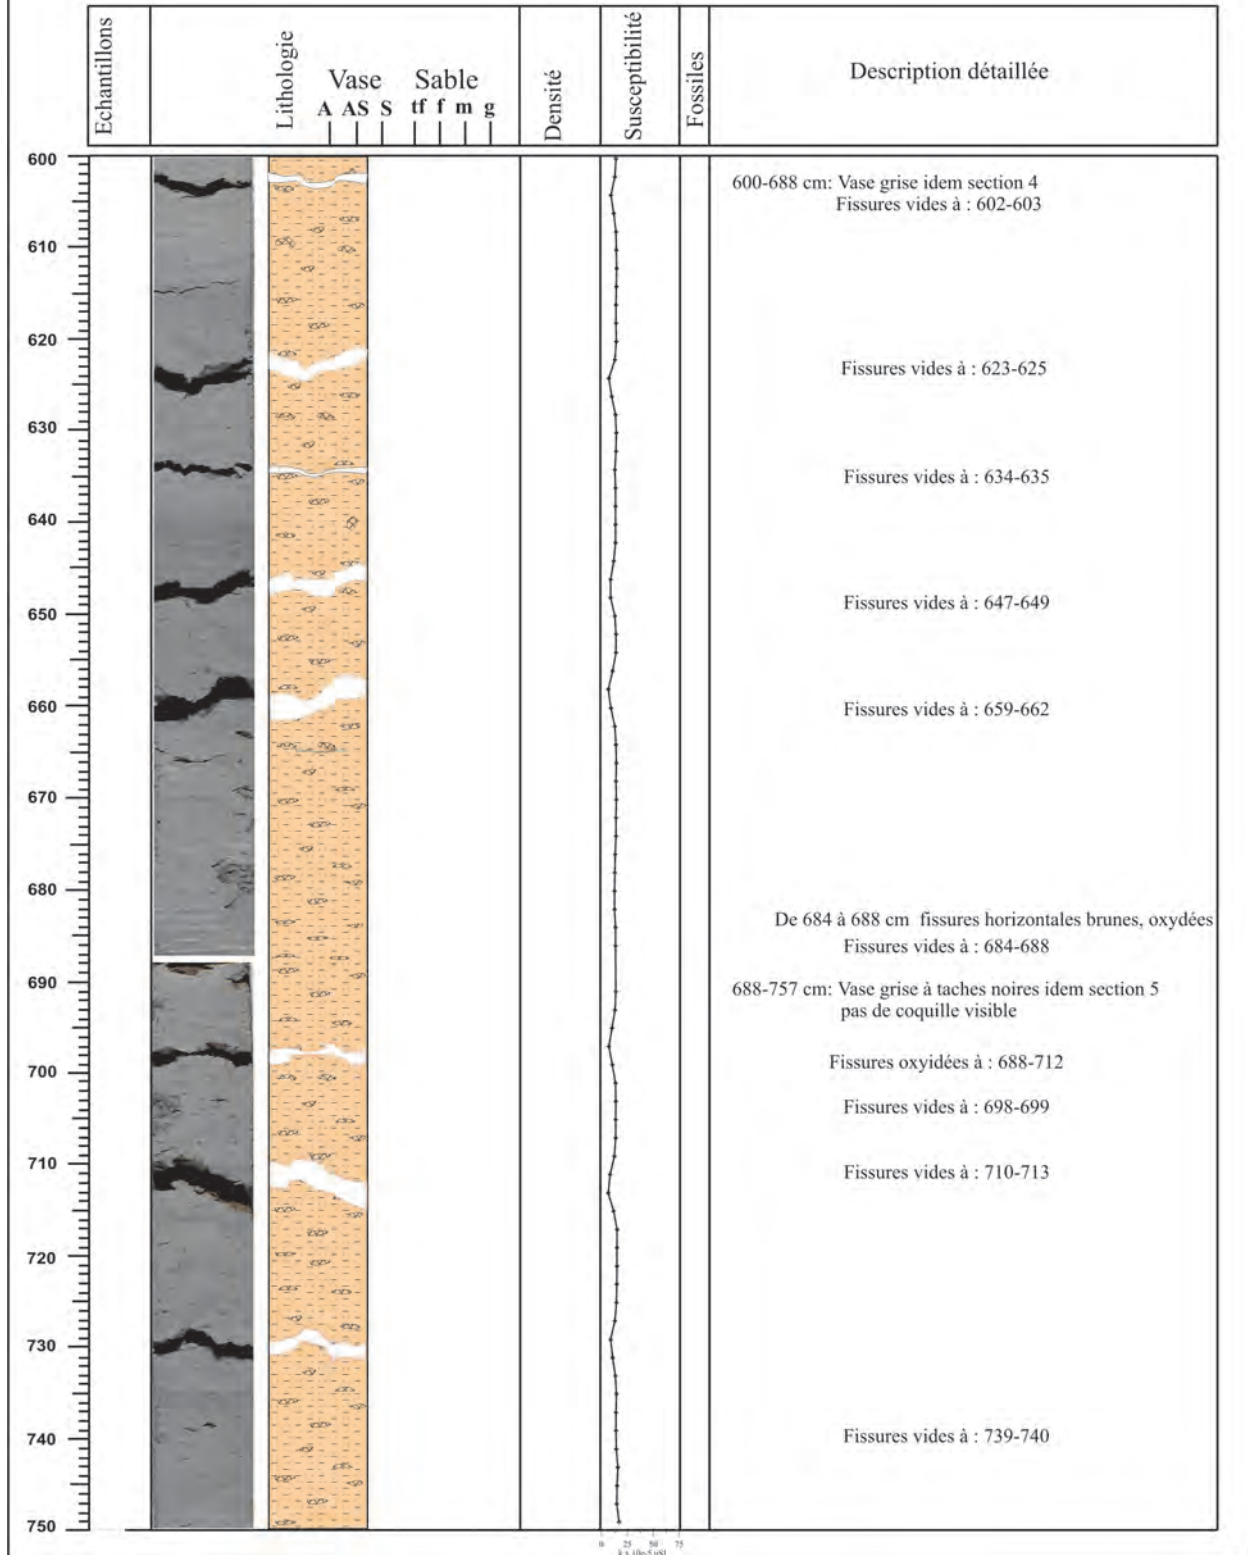 Echantillons
Lithologie
Vase Sable
A AS S tf f m g
Densité
Susceptibilité
Fossiles
Description détaillée
600
600-688 cm: Vase grise idem section 4
Fissures vides à : 602-603
610
620
Fissures vides à : 623-625
630
Fissures vides à : 634-635
640
Fissures vides à : 647-649
650
660
Fissures vides à : 659-662
670
680
De 684 à 688 cm fissures horizontales brunes, oxydées
Fissures vides à : 684-688
690
688-757 cm: Vase grise à taches noires idem section 5
pas de coquille visible
Fissures oxyidées à : 688-712
700
Fissures vides à : 698-699
710
Fissures vides à : 710-713
720
730
740
Fissures vides à : 739-740
750
0 25 50 75